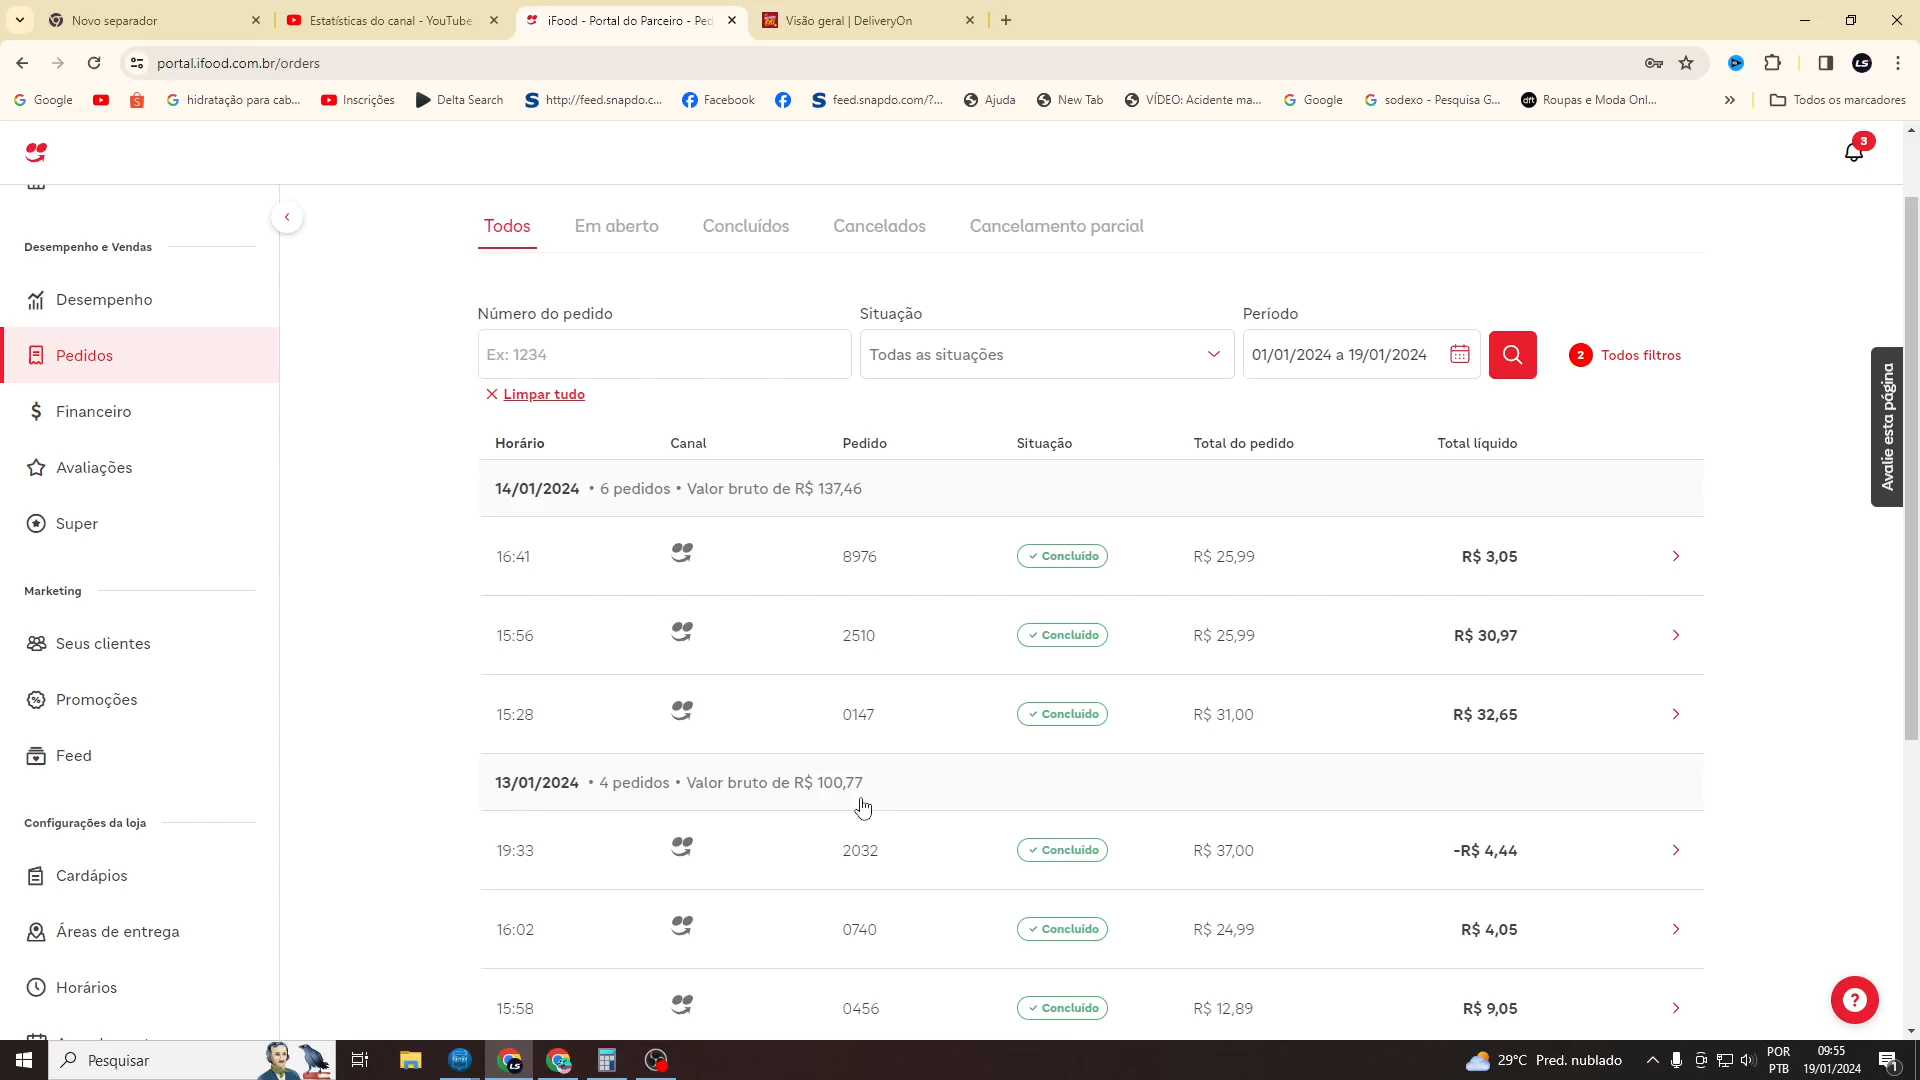 Novo separador
Estatísticas do canal - YouTube
iFood - Portal do Parceiro - Ped
Visão geral | DeliveryOn
portal.ifood.com.br/orders
LS
Google
hidratação para cab...
Inscrições
Delta Search
http://feed.snapdo.c...
Facebook
feed.snapdo.com/?...
Ajuda
New Tab
VÍDEO: Acidente ma...
Google
sodexo - Pesquisa G...
dft
Roupas e Moda Onl...
»
Todos os marcadores
3
Desempenho e Vendas
Desempenho
Pedidos
Financeiro
Avaliações
Super
Marketing
Seus clientes
Promoções
Feed
Configurações da loja
Cardápios
Áreas de entrega
Horários
Todos
Em aberto
Concluídos
Cancelados
Cancelamento parcial
Número do pedido
Situação
Período
Ex: 1234
Todas as situações
01/01/2024 a 19/01/2024
2 Todos filtros
Limpar tudo
Horário Canal Pedido Situação Total do pedido Total líquido
14/01/2024 • 6 pedidos • Valor bruto de R$ 137,46
16:41 8976 Concluído R$ 25,99 R$ 3,05
15:56 2510 Concluído R$ 25,99 R$ 30,97
15:28 0147 Concluído R$ 31,00 R$ 32,65
13/01/2024 • 4 pedidos • Valor bruto de R$ 100,77
19:33 2032 Concluído R$ 37,00 -R$ 4,44
16:02 0740 Concluído R$ 24,99 R$ 4,05
15:58 0456 Concluído R$ 12,89 R$ 9,05
Avalie esta página
?
Pesquisar
LS
29°C Pred. nublado
POR
PTB
09:55
19/01/2024
1